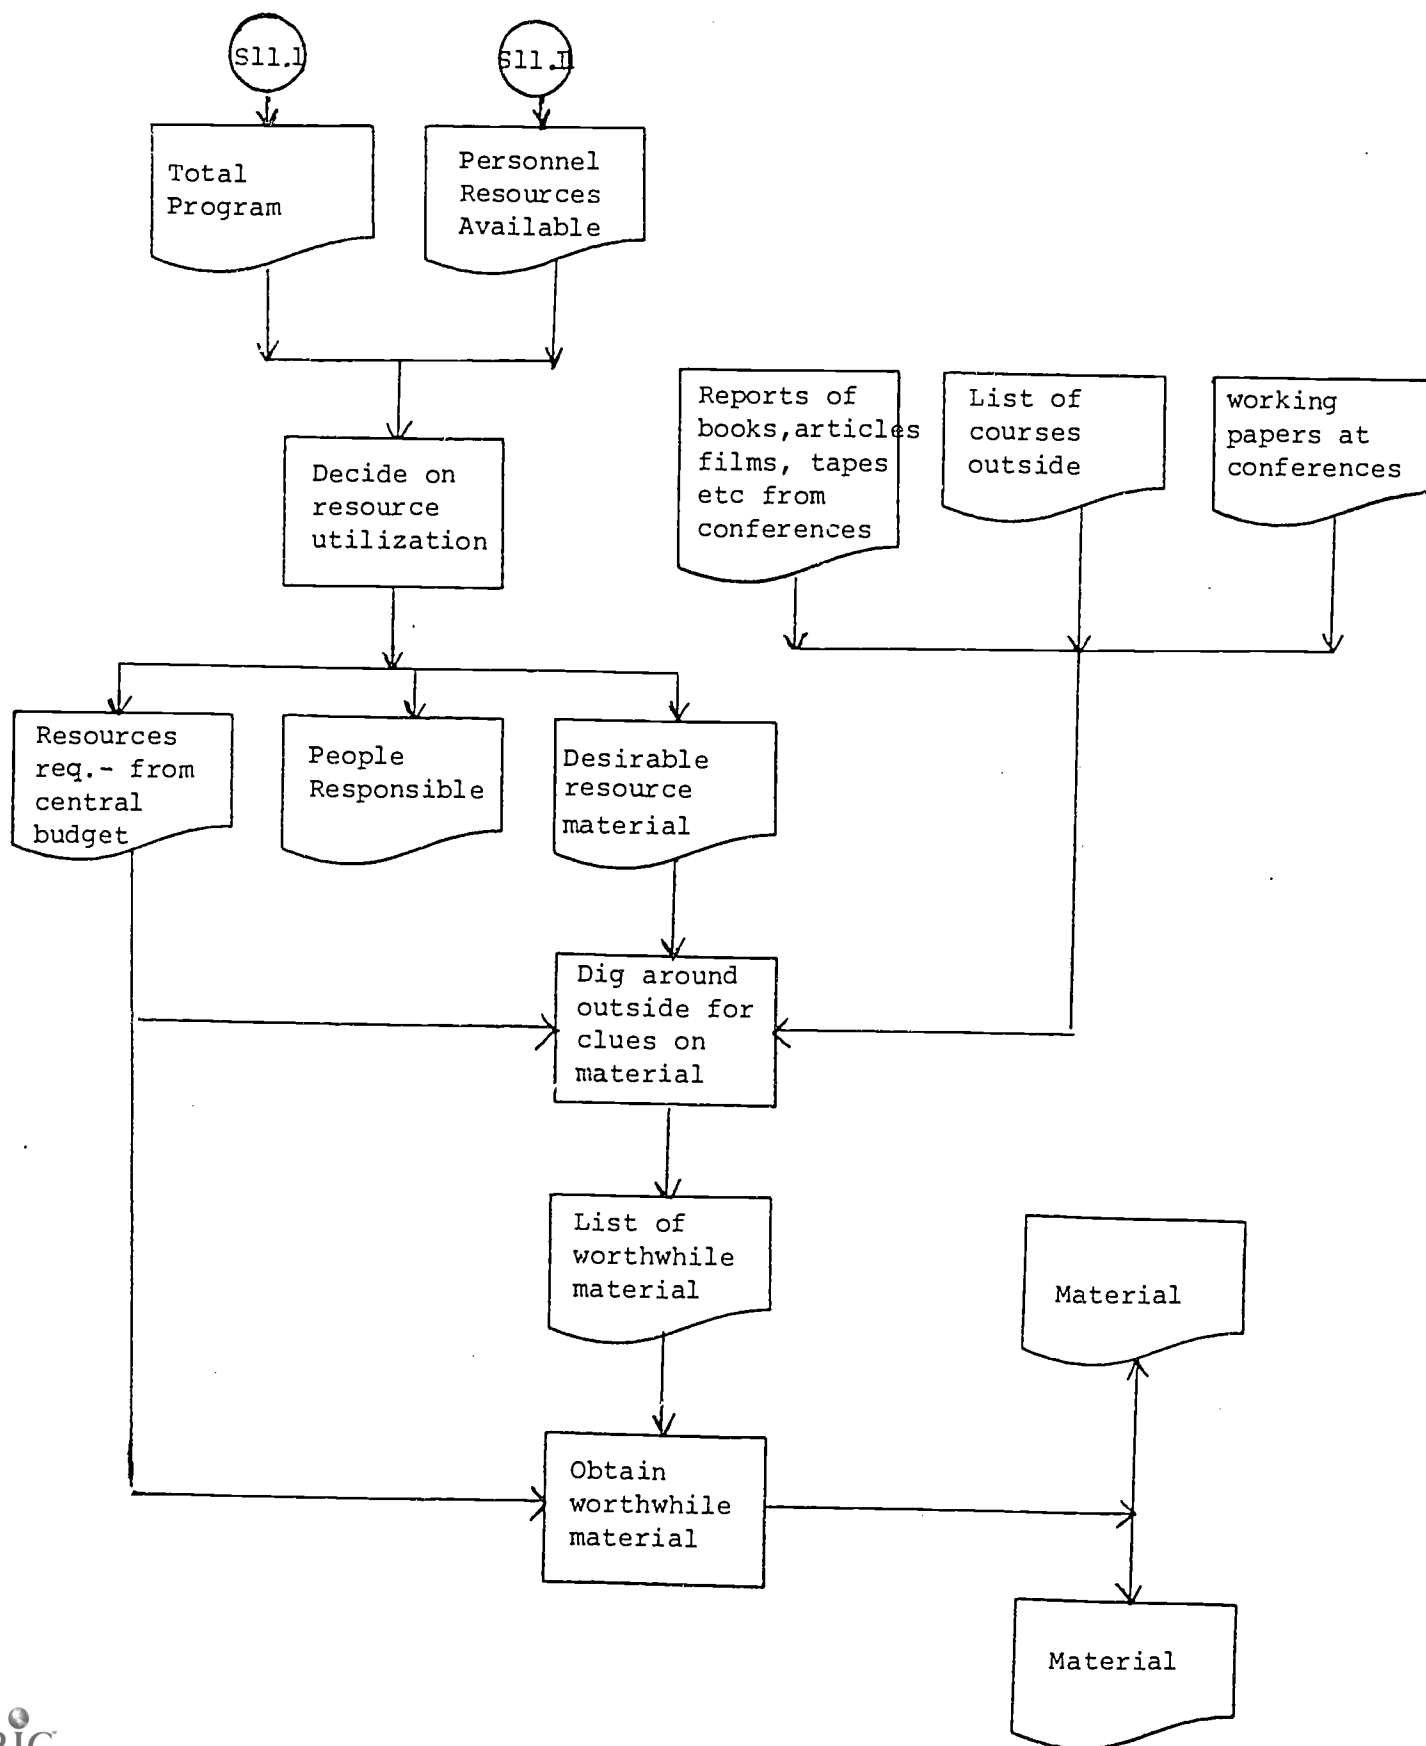 S11.1
S11.I
Total
Program
Personnel
Resources
Available
Decide on
resource
utilization
Reports of
books,articles
films, tapes
etc from
conferences
List of
courses
outside
working
papers at
conferences
Resources
req.- from
central
budget
People
Responsible
Desirable
resource
material
Dig around
outside for
clues on
material
List of
worthwhile
material
Material
Obtain
worthwhile
material
Material